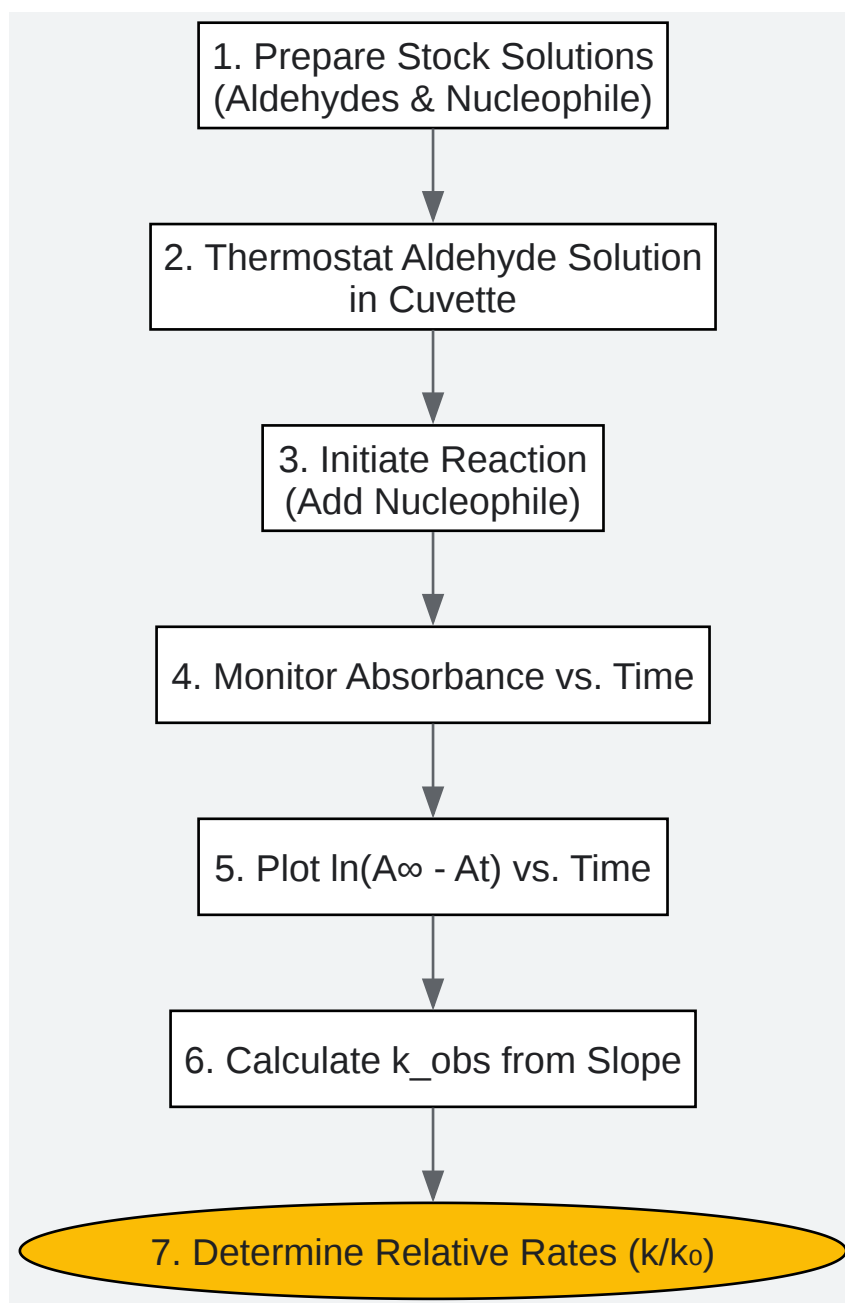 1. Prepare Stock Solutions
(Aldehydes & Nucleophile)
2. Thermostat Aldehyde Solution
in Cuvette
3. Initiate Reaction
(Add Nucleophile)
4. Monitor Absorbance vs. Time
5. Plot ln(A∞ - At) vs. Time
6. Calculate k_obs from Slope
7. Determine Relative Rates (k/k₀)